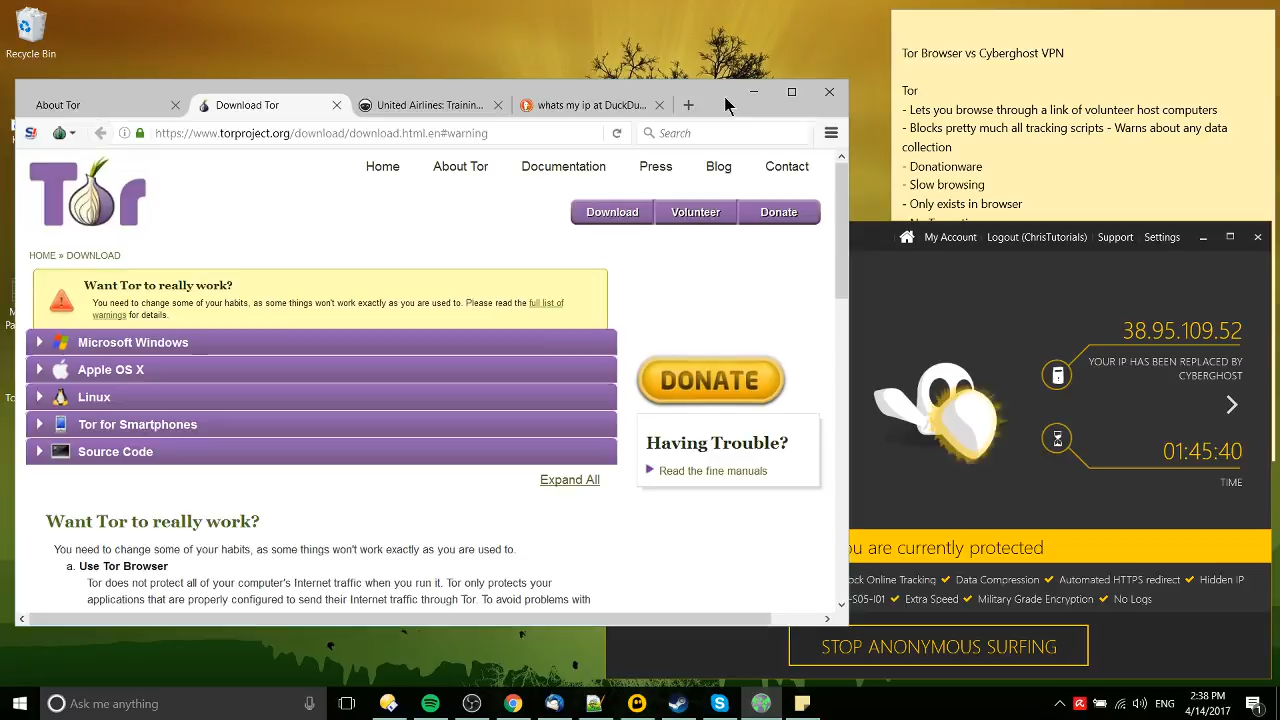 Recycle Bin
Tor Browser vs Cyberghost VPN
Tor
- Lets you browse through a link of volunteer host computers
- Blocks pretty much all tracking scripts - Warns about any data
collection
- Donationware
- Slow browsing
- Only exists in browser
About Tor
Download Tor
United Airlines: Trainin...
whats my ip at DuckDu...
https://www.torproject.org/download/download.html.en#warning
Search
Tor
Home About Tor Documentation Press Blog Contact
Download Volunteer Donate
HOME » DOWNLOAD
Want Tor to really work?
You need to change some of your habits, as some things won't work exactly as you are used to. Please read the full list of
warnings for details.
Microsoft Windows
Apple OS X
Linux
Tor for Smartphones
Source Code
Expand All
DONATE
Having Trouble?
Read the fine manuals
Want Tor to really work?
You need to change some of your habits, as some things won't work exactly as you are used to.
a. Use Tor Browser
Tor does not protect all of your computer's Internet traffic when you run it. Tor only protects your
applications that are properly configured to send their Internet traffic through Tor. To avoid problems with
My Account Logout (ChrisTutorials) Support Settings
38.95.109.52
YOUR IP HAS BEEN REPLACED BY
CYBERGHOST
01:45:40
TIME
ou are currently protected
ock Online Tracking Data Compression Automated HTTPS redirect Hidden IP
-S05-I01 Extra Speed Military Grade Encryption No Logs
STOP ANONYMOUS SURFING
Ask me anything
ENG
2:38 PM
4/14/2017
1